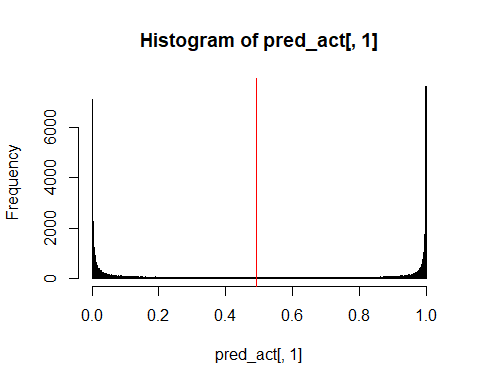 Histogram of pred_act[, 1]
Frequency
6000
4000
2000
0
0.0 0.2 0.4 0.6 0.8 1.0
pred_act[, 1]